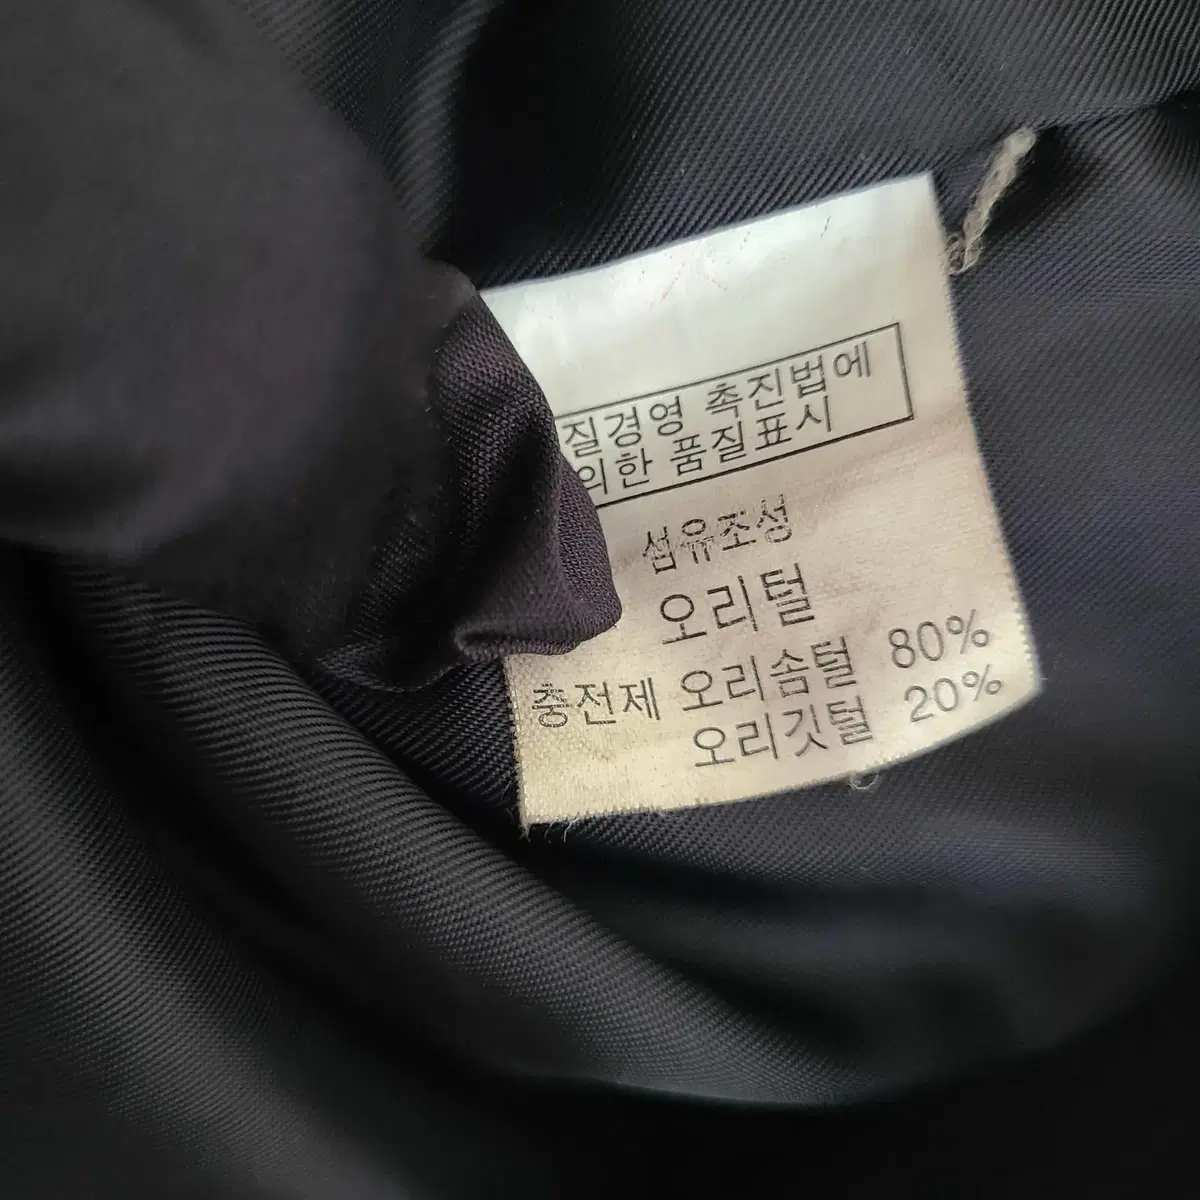 질경영 촉진법에
의한 품질표시
섬유조성
오리털
충전제 오리솜털 80%
오리깃털 20%